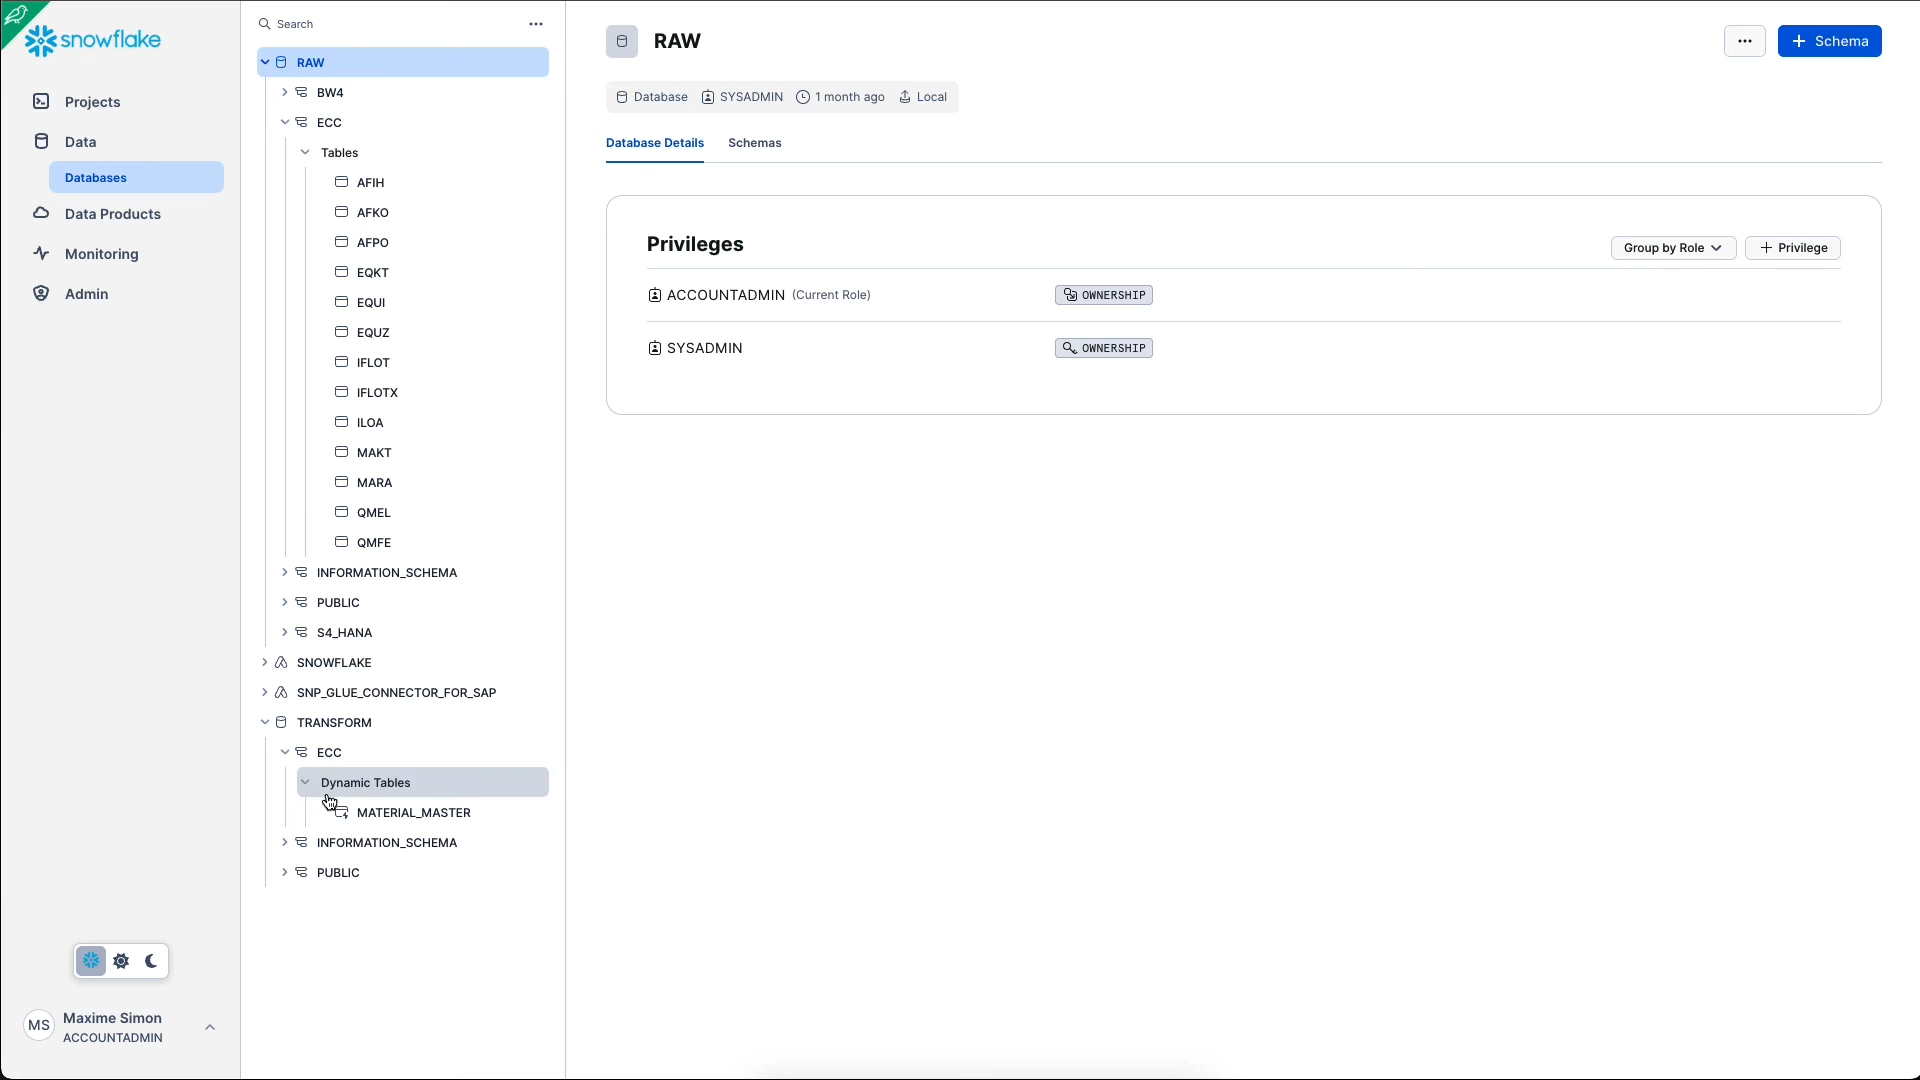 snowflake
Projects
Data
Databases
Data Products
Monitoring
Admin
MS
Maxime Simon
ACCOUNTADMIN
Search
RAW
BW4
ECC
Tables
AFIH
AFKO
AFPO
EQKT
EQUI
EQUZ
IFLOT
IFLOTX
ILOA
MAKT
MARA
QMEL
QMFE
INFORMATION_SCHEMA
PUBLIC
S4_HANA
SNOWFLAKE
SNP_GLUE_CONNECTOR_FOR_SAP
TRANSFORM
ECC
Dynamic Tables
MATERIAL_MASTER
INFORMATION_SCHEMA
PUBLIC
RAW
+ Schema
Database SYSADMIN 1 month ago Local
Database Details Schemas
Privileges
Group by Role + Privilege
ACCOUNTADMIN (Current Role) OWNERSHIP
SYSADMIN OWNERSHIP